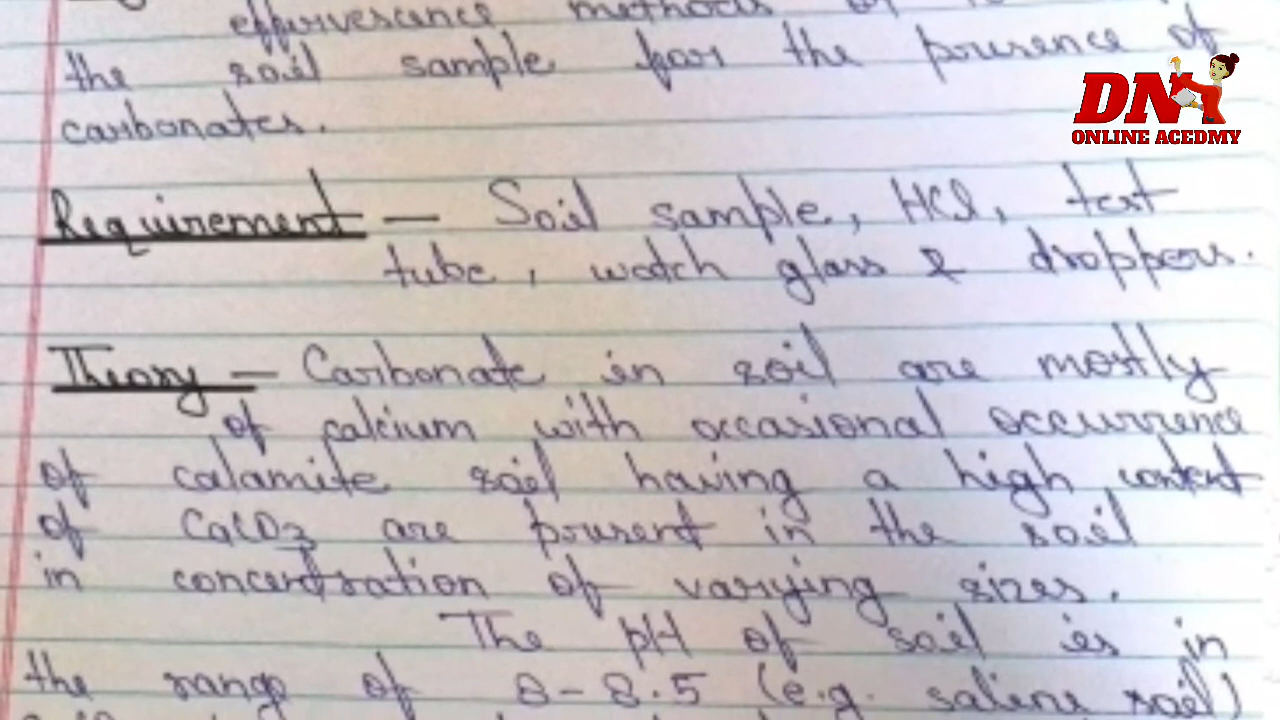 effervescence methods of
the soil sample for the presence of
carbonates.
Requirement — Soil sample, HCl, test
tube, watch glass & droppers.
Theory — Carbonate in soil are mostly
of calcium with occasional occurrence
of calamite soil having a high content
of CaCO3 are present in the soil
in concentration of varying sizes.
The pH of soil is in
the range of 8-8.5 (e.g. saline soil)
DN
ONLINE ACEDMY